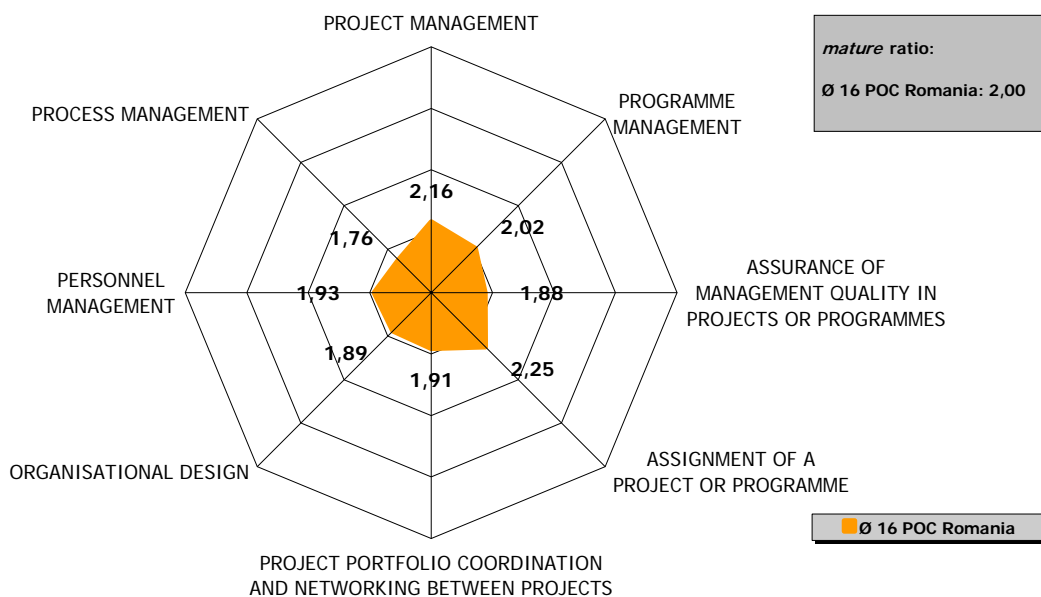 PROJECT MANAGEMENT
mature ratio:
Ø 16 POC Romania: 2,00
PROGRAMME
MANAGEMENT
PROCESS MANAGEMENT
2,16
2,02
1,76
PERSONNEL
MANAGEMENT
1,93
1,88
ASSURANCE OF
MANAGEMENT QUALITY IN
PROJECTS OR PROGRAMMES
1,89
1,91
2,25
ORGANISATIONAL DESIGN
ASSIGNMENT OF A
PROJECT OR PROGRAMME
Ø 16 POC Romania
PROJECT PORTFOLIO COORDINATION
AND NETWORKING BETWEEN PROJECTS